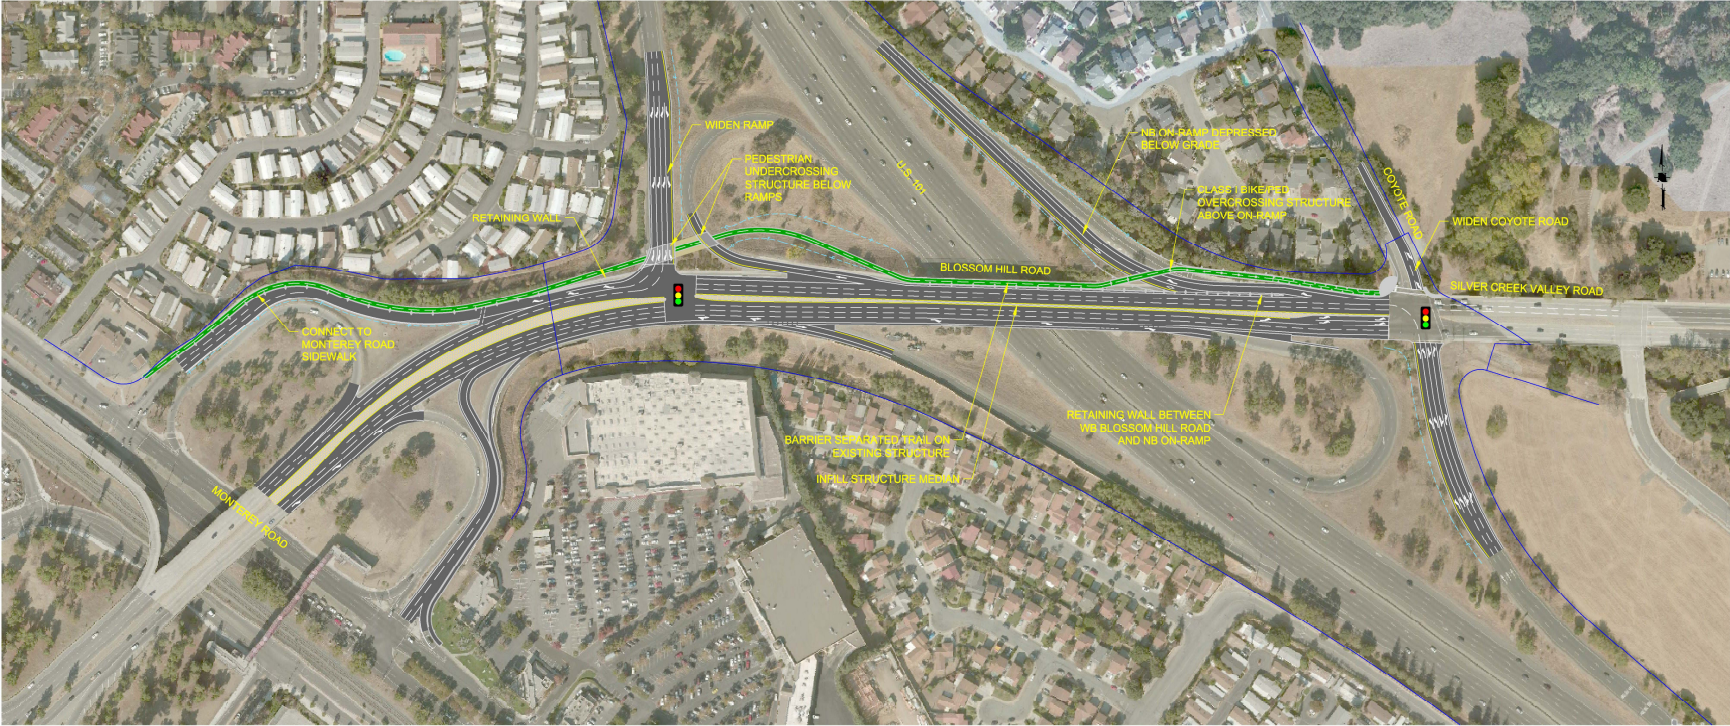 WIDEN RAMP
PEDESTRIAN
UNDERCROSSING
STRUCTURE BELOW
RAMPS
RETAINING WALL
U.S. 101
NB ON-RAMP DEPRESSED
BELOW GRADE
CLASS I BIKE/PED
OVERCROSSING STRUCTURE
ABOVE ON-RAMP
COYOTE ROAD
WIDEN COYOTE ROAD
BLOSSOM HILL ROAD
SILVER CREEK VALLEY ROAD
CONNECT TO
MONTEREY ROAD
SIDEWALK
RETAINING WALL BETWEEN
WB BLOSSOM HILL ROAD
AND NB ON-RAMP
BARRIER SEPARATED TRAIL ON
EXISTING STRUCTURE
INFILL STRUCTURE MEDIAN
MONTEREY ROAD